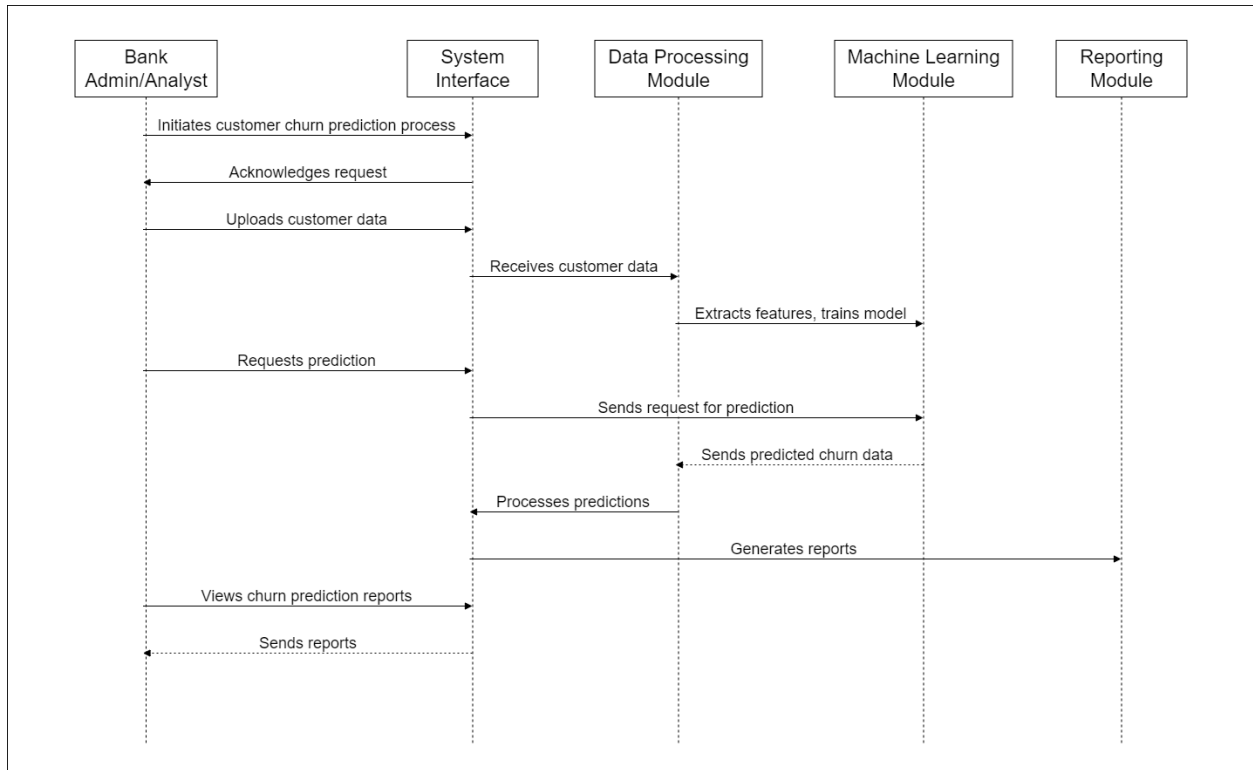 Bank
Admin/Analyst
System
Interface
Data Processing
Module
Machine Learning
Module
Reporting
Module
Initiates customer churn prediction process
Acknowledges request
Uploads customer data
Receives customer data
Extracts features, trains model
Requests prediction
Sends request for prediction
Sends predicted churn data
Processes predictions
Generates reports
Views churn prediction reports
Sends reports